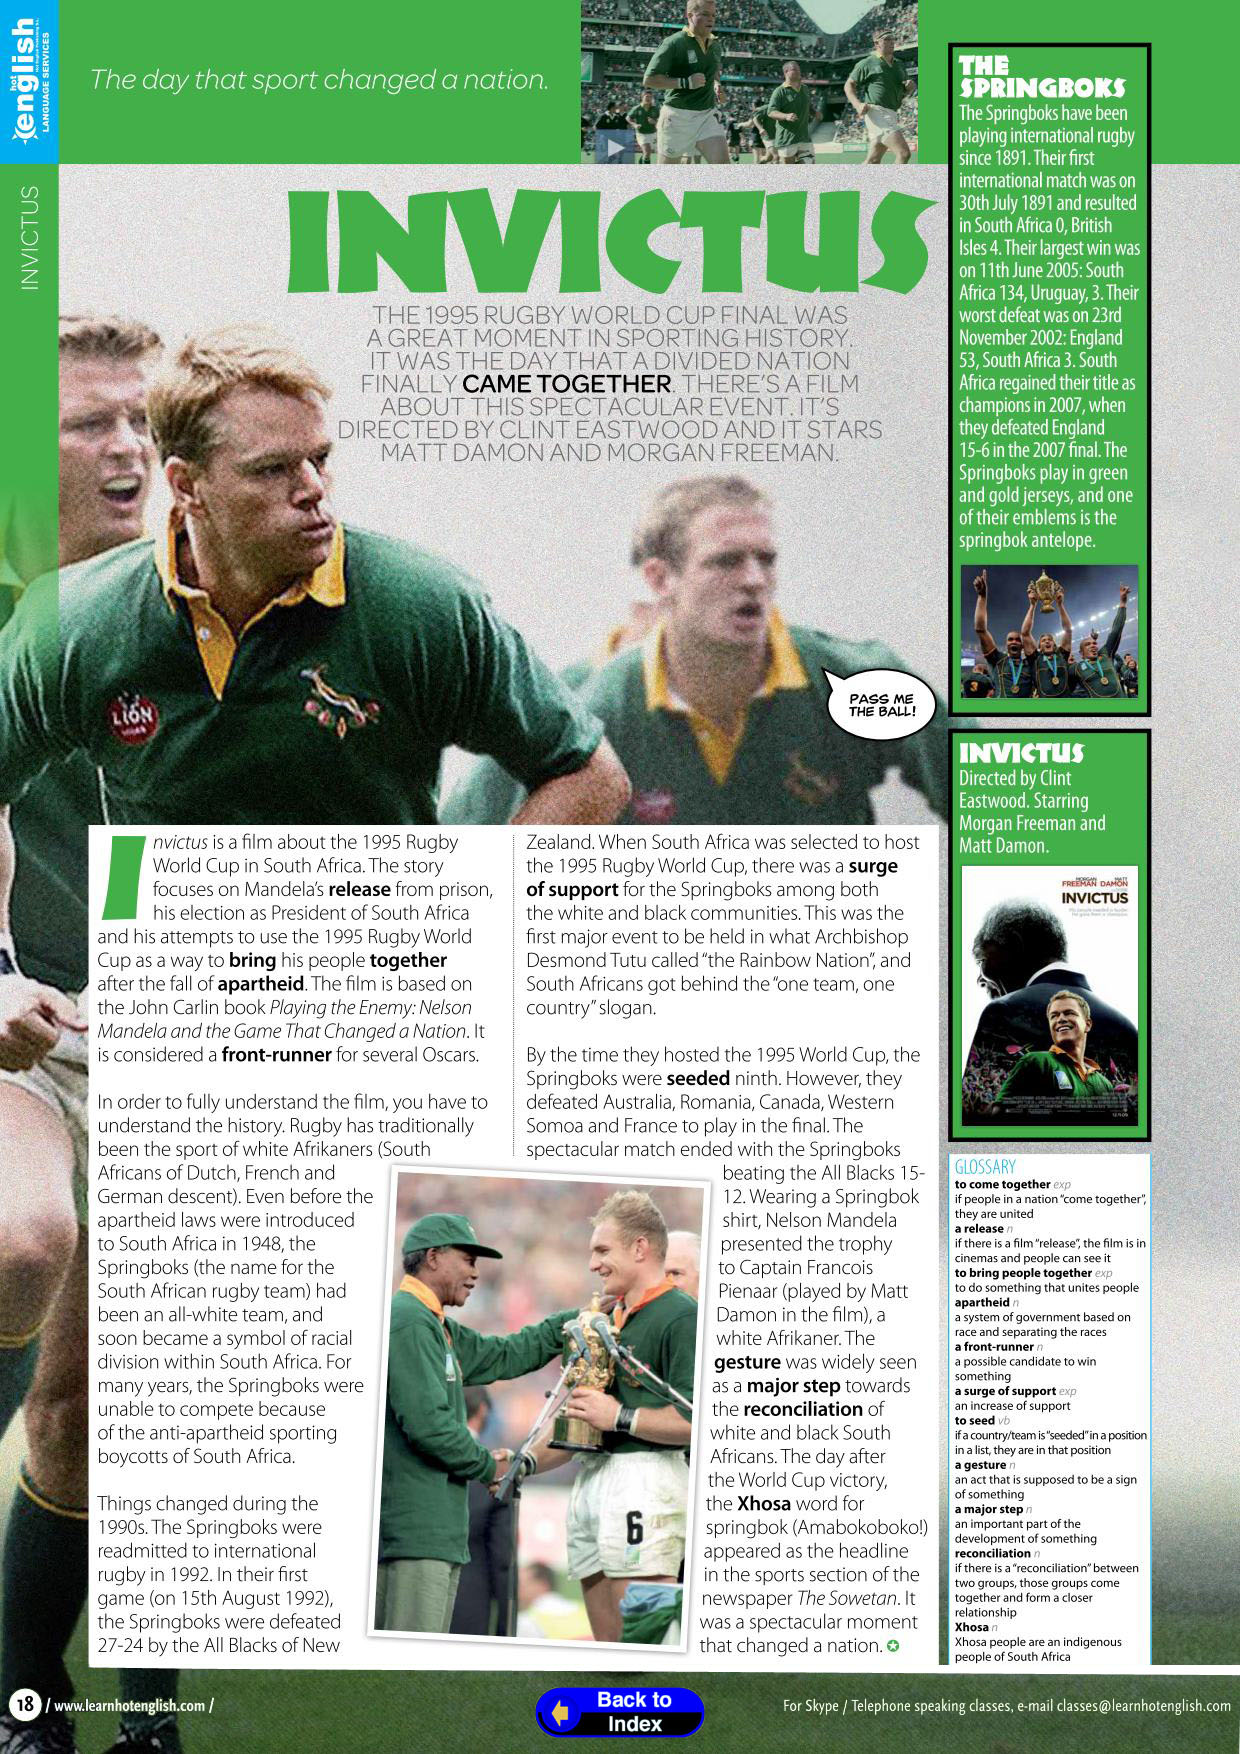 hot
english
LANGUAGE SERVICES
INVICTUS
The day that sport changed a nation.
INVICTUS
THE 1995 RUGBY WORLD CUP FINAL WAS
A GREAT MOMENT IN SPORTING HISTORY.
IT WAS THE DAY THAT A DIVIDED NATION
FINALLY CAME TOGETHER. THERE'S A FILM
ABOUT THIS SPECTACULAR EVENT. IT'S
DIRECTED BY CLINT EASTWOOD AND IT STARS
MATT DAMON AND MORGAN FREEMAN.
LION
PASS ME
THE BALL!
Invictus is a film about the 1995 Rugby
World Cup in South Africa. The story
focuses on Mandela's release from prison,
his election as President of South Africa
and his attempts to use the 1995 Rugby World
Cup as a way to bring his people together
after the fall of apartheid. The film is based on
the John Carlin book Playing the Enemy: Nelson
Mandela and the Game That Changed a Nation. It
is considered a front-runner for several Oscars.
In order to fully understand the film, you have to
understand the history. Rugby has traditionally
been the sport of white Afrikaners (South
Africans of Dutch, French and
German descent). Even before the
apartheid laws were introduced
to South Africa in 1948, the
Springboks (the name for the
South African rugby team) had
been an all-white team, and
soon became a symbol of racial
division within South Africa. For
many years, the Springboks were
unable to compete because
of the anti-apartheid sporting
boycotts of South Africa.
Things changed during the
1990s. The Springboks were
readmitted to international
rugby in 1992. In their first
game (on 15th August 1992),
the Springboks were defeated
27-24 by the All Blacks of New
Zealand. When South Africa was selected to host
the 1995 Rugby World Cup, there was a surge
of support for the Springboks among both
the white and black communities. This was the
first major event to be held in what Archbishop
Desmond Tutu called "the Rainbow Nation", and
South Africans got behind the "one team, one
country" slogan.
By the time they hosted the 1995 World Cup, the
Springboks were seeded ninth. However, they
defeated Australia, Romania, Canada, Western
Somoa and France to play in the final. The
spectacular match ended with the Springboks
beating the All Blacks 15-
12. Wearing a Springbok
shirt, Nelson Mandela
presented the trophy
to Captain Francois
Pienaar (played by Matt
Damon in the film), a
white Afrikaner. The
gesture was widely seen
as a major step towards
the reconciliation of
white and black South
Africans. The day after
the World Cup victory,
the Xhosa word for
springbok (Amabokoboko!)
appeared as the headline
in the sports section of the
newspaper The Sowetan. It
was a spectacular moment
that changed a nation.
6
THE
SPRINGBOKS
The Springboks have been
playing international rugby
since 1891. Their first
international match was on
30th July 1891 and resulted
in South Africa 0, British
Isles 4. Their largest win was
on 11th June 2005: South
Africa 134, Uruguay, 3. Their
worst defeat was on 23rd
November 2002: England
53, South Africa 3. South
Africa regained their title as
champions in 2007, when
they defeated England
15-6 in the 2007 final. The
Springboks play in green
and gold jerseys, and one
of their emblems is the
springbok antelope.
INVICTUS
Directed by Clint
Eastwood. Starring
Morgan Freeman and
Matt Damon.
MORGAN MATT
FREEMAN DAMON
INVICTUS
GLOSSARY
to come together exp
if people in a nation "come together",
they are united
a release n
if there is a film "release", the film is in
cinemas and people can see it
to bring people together exp
to do something that unites people
apartheid n
a system of government based on
race and separating the races
a front-runner n
a possible candidate to win
something
a surge of support exp
an increase of support
to seed vb
if a country/team is "seeded" in a position
in a list, they are in that position
a gesture n
an act that is supposed to be a sign
of something
a major step n
an important part of the
development of something
reconciliation n
if there is a "reconciliation" between
two groups, those groups come
together and form a closer
relationship
Xhosa n
Xhosa people are an indigenous
people of South Africa
18 / www.learnhotenglish.com /
Back to
Index
For Skype / Telephone speaking classes, e-mail classes@learnhotenglish.com